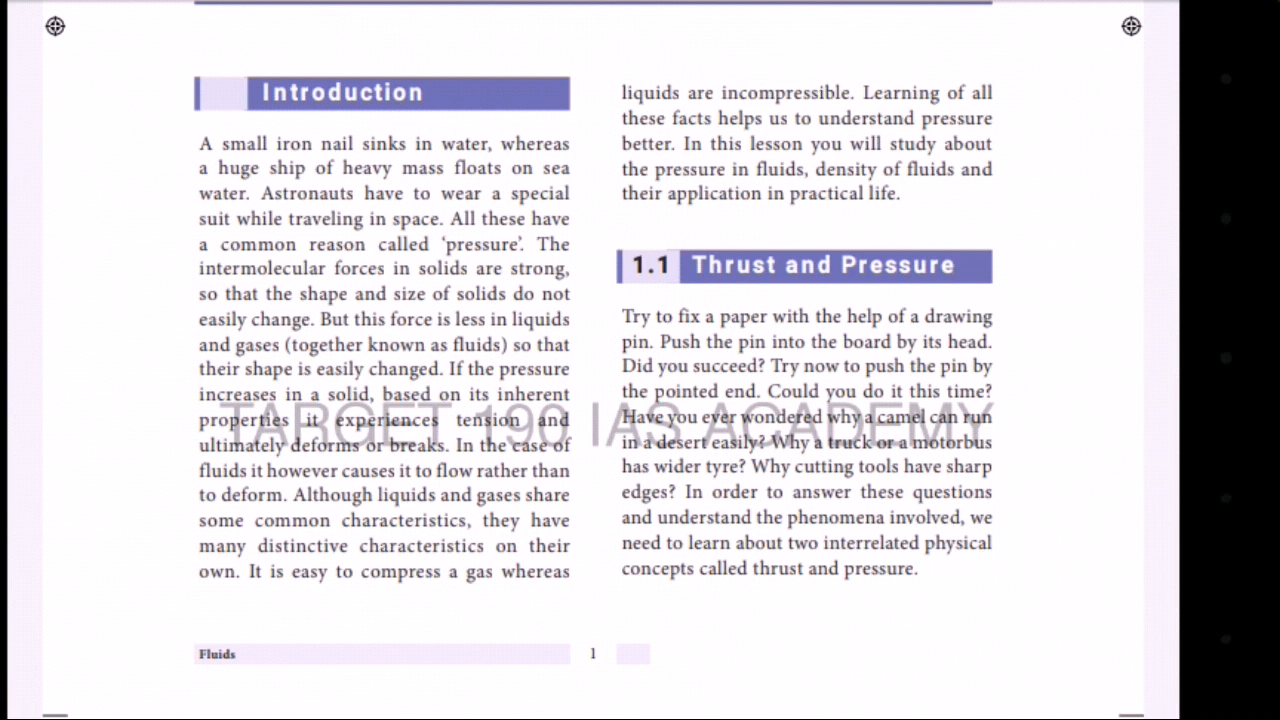 Introduction
A small iron nail sinks in water, whereas
a huge ship of heavy mass floats on sea
water. Astronauts have to wear a special
suit while traveling in space. All these have
a common reason called ‘pressure’. The
intermolecular forces in solids are strong,
so that the shape and size of solids do not
easily change. But this force is less in liquids
and gases (together known as fluids) so that
their shape is easily changed. If the pressure
increases in a solid, based on its inherent
properties it experiences tension and
ultimately deforms or breaks. In the case of
fluids it however causes it to flow rather than
to deform. Although liquids and gases share
some common characteristics, they have
many distinctive characteristics on their
own. It is easy to compress a gas whereas
liquids are incompressible. Learning of all
these facts helps us to understand pressure
better. In this lesson you will study about
the pressure in fluids, density of fluids and
their application in practical life.
1.1 Thrust and Pressure
Try to fix a paper with the help of a drawing
pin. Push the pin into the board by its head.
Did you succeed? Try now to push the pin by
the pointed end. Could you do it this time?
Have you ever wondered why a camel can run
in a desert easily? Why a truck or a motorbus
has wider tyre? Why cutting tools have sharp
edges? In order to answer these questions
and understand the phenomena involved, we
need to learn about two interrelated physical
concepts called thrust and pressure.
TARGET 190 IAS ACADEMY
Fluids
1